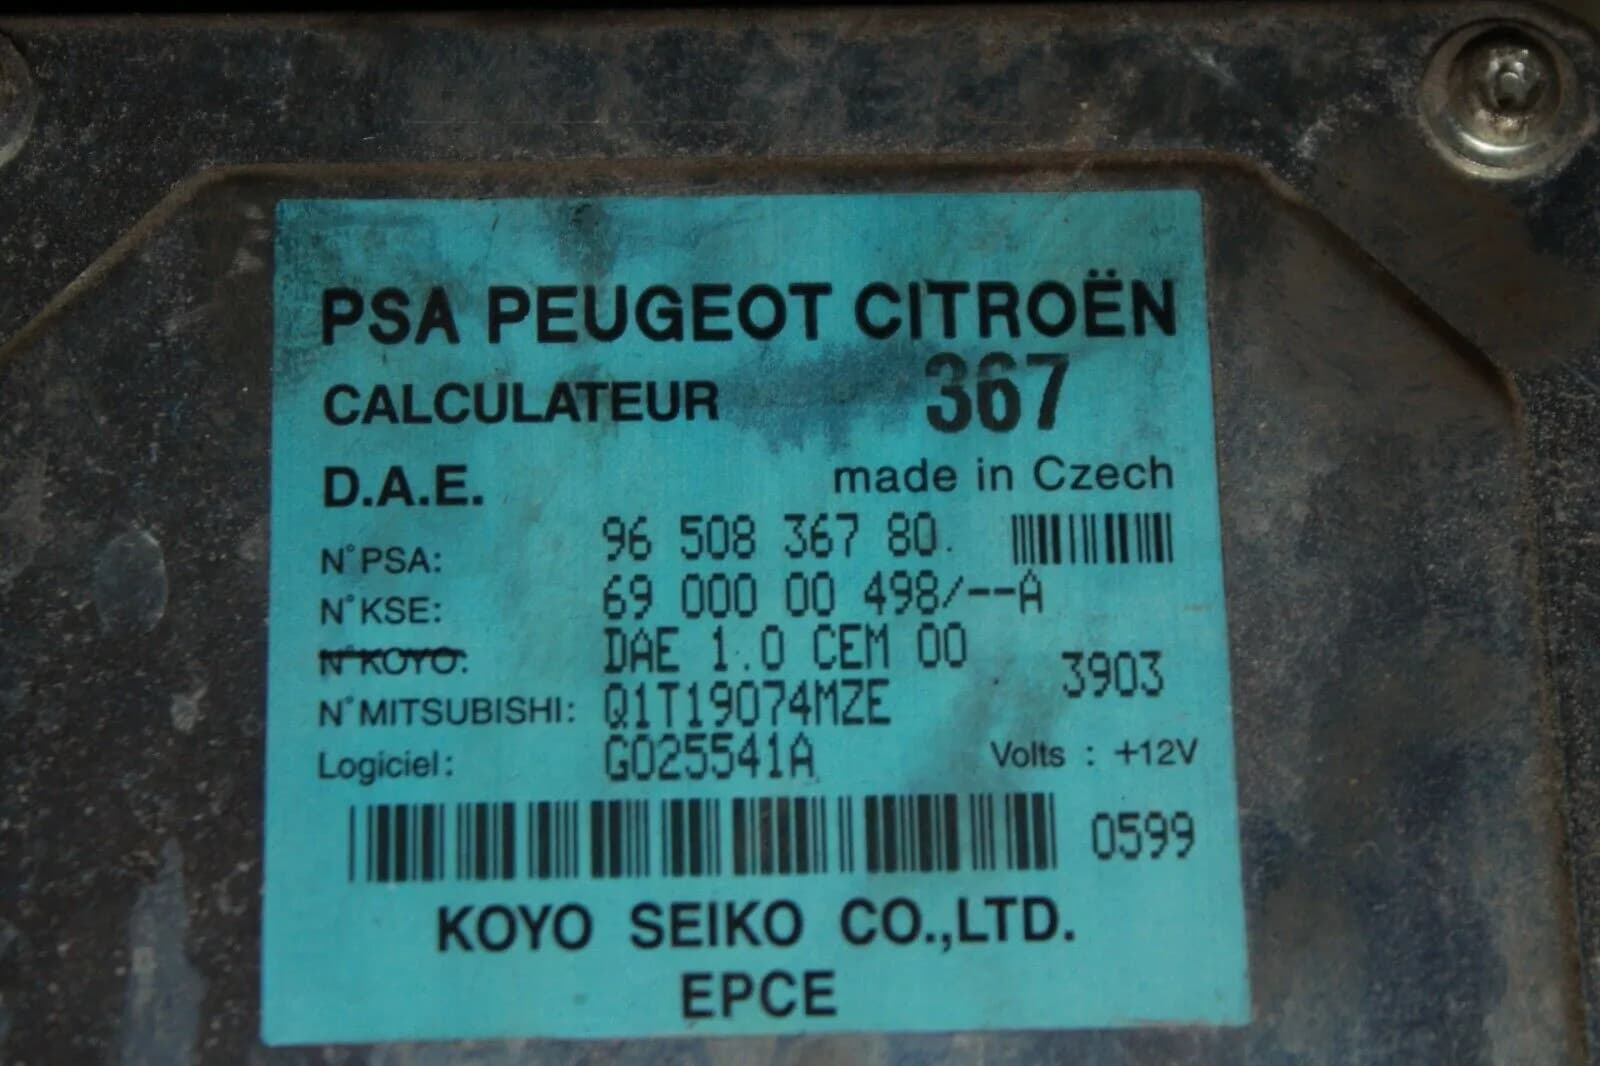 PSA PEUGEOT CITROËN
CALCULATEUR 367
D.A.E. made in Czech
N° PSA: 96 508 367 80.
N° KSE: 69 000 00 498/--A
N° KOYO: DAE 1.0 CEM 00
3903
N° MITSUBISHI: Q1T19074MZE
Logiciel: G025541A Volts : +12V
0599
KOYO SEIKO CO.,LTD.
EPCE